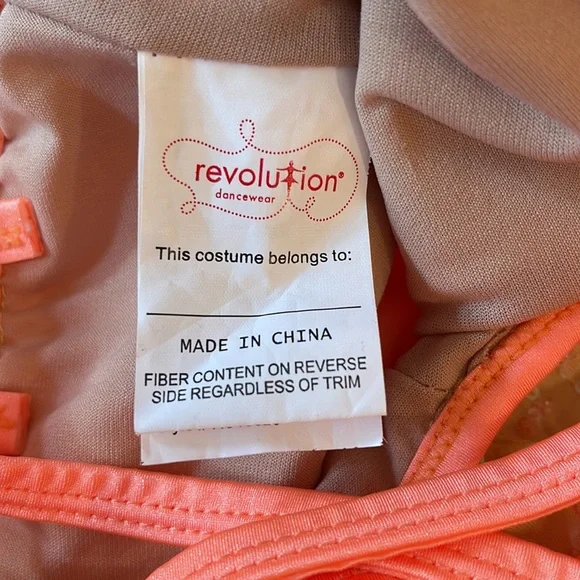 revolution®
dancewear
This costume belongs to:
MADE IN CHINA
FIBER CONTENT ON REVERSE
SIDE REGARDLESS OF TRIM